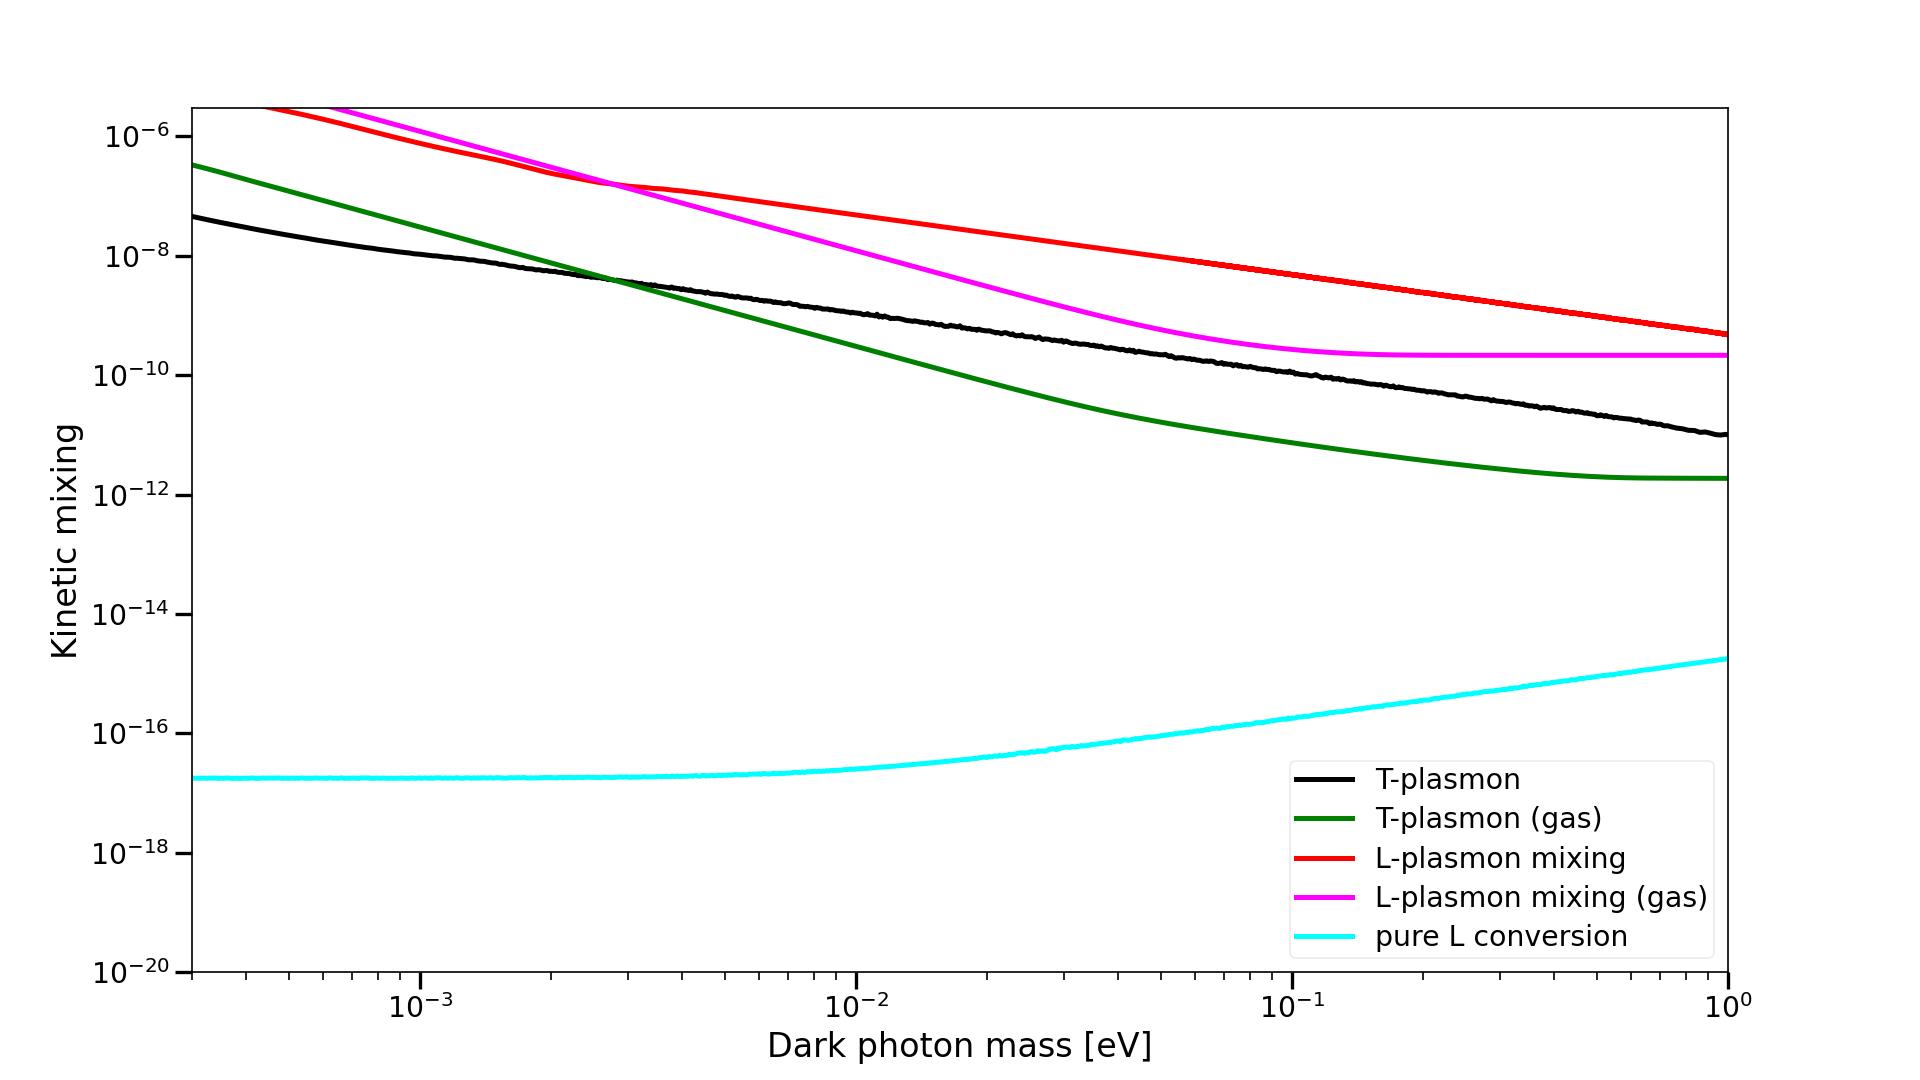 10⁻⁶
10⁻⁸
10⁻¹⁰
10⁻¹²
10⁻¹⁴
10⁻¹⁶
10⁻¹⁸
10⁻²⁰
Kinetic mixing
T-plasmon
T-plasmon (gas)
L-plasmon mixing
L-plasmon mixing (gas)
pure L conversion
10⁻³ 10⁻² 10⁻¹ 10⁰
Dark photon mass [eV]